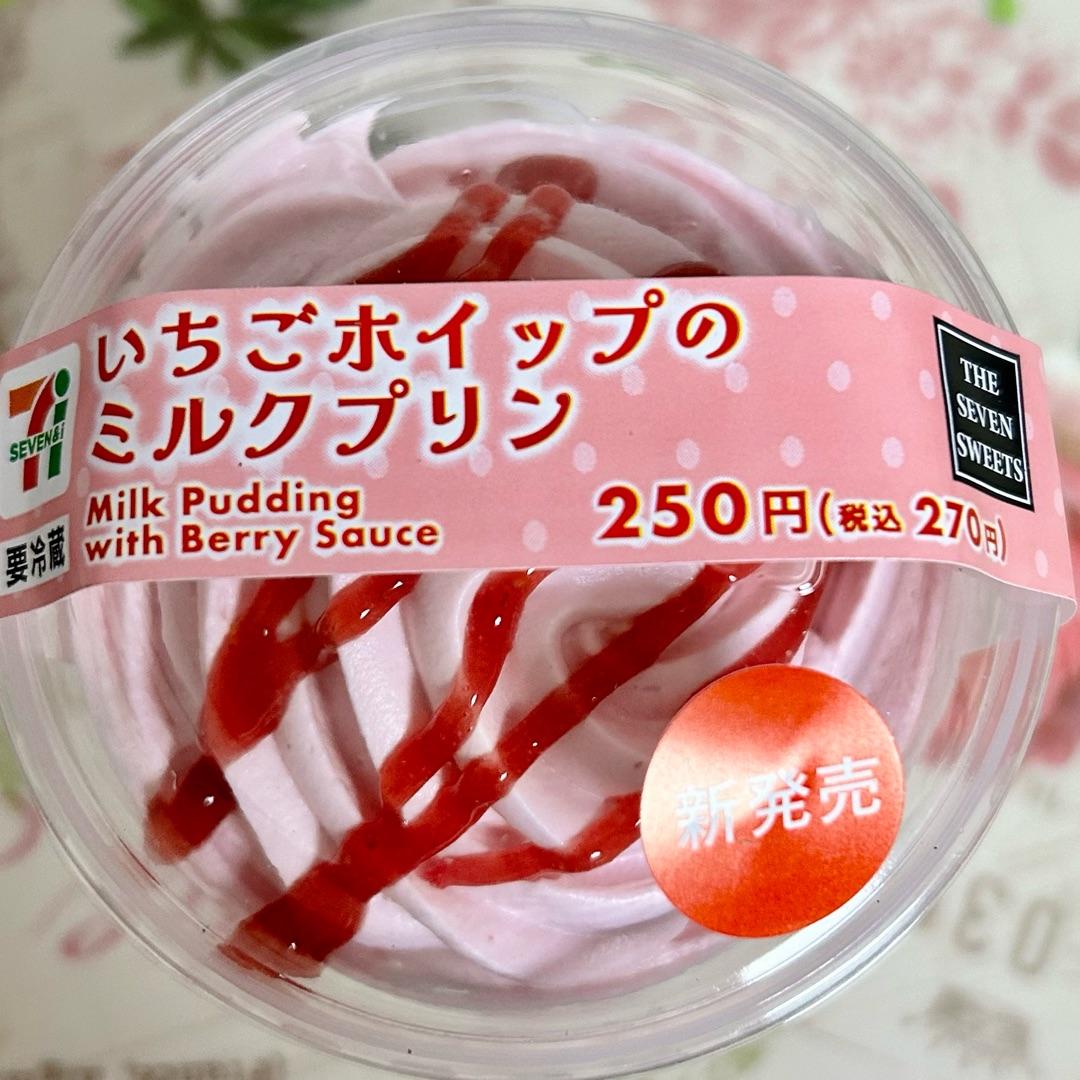 いちごホイップの
ミルクプリン
Milk Pudding
with Berry Sauce
250円(税込 270円)
SEVEN&i
要冷蔵
THE
SEVEN
SWEETS
新発売